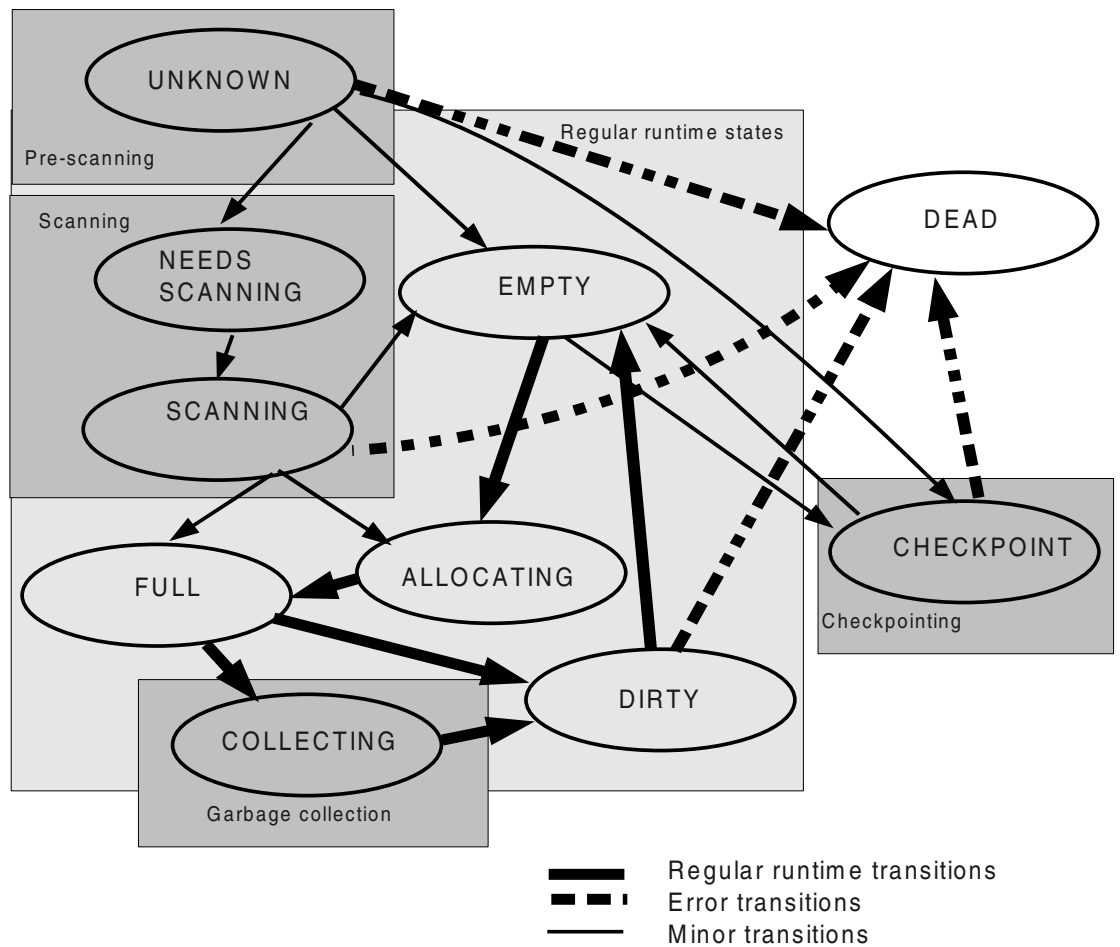 UNKNOWN
Pre-scanning
Regular runtime states
Scanning
DEAD
NEEDS
SCANNING
EMPTY
SCANNING
CHECKPOINT
ALLOCATING
FULL
Checkpointing
DIRTY
COLLECTING
Garbage collection
Regular runtime transitions
Error transitions
Minor transitions